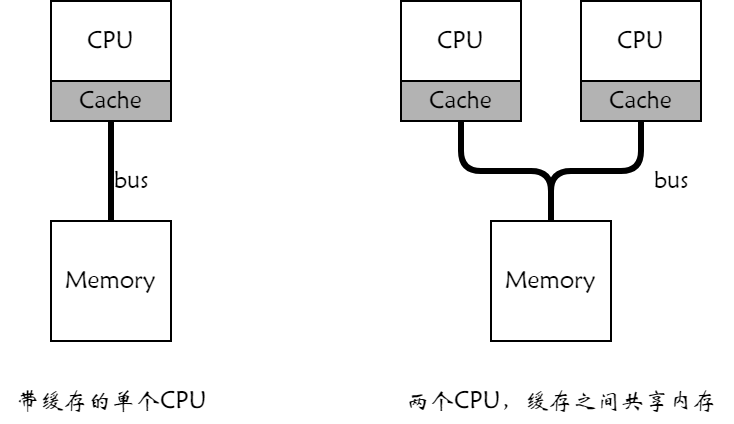 CPU
Cache
bus
Memory
带缓存的单个CPU
CPU
CPU
Cache
Cache
bus
Memory
两个CPU，缓存之间共享内存